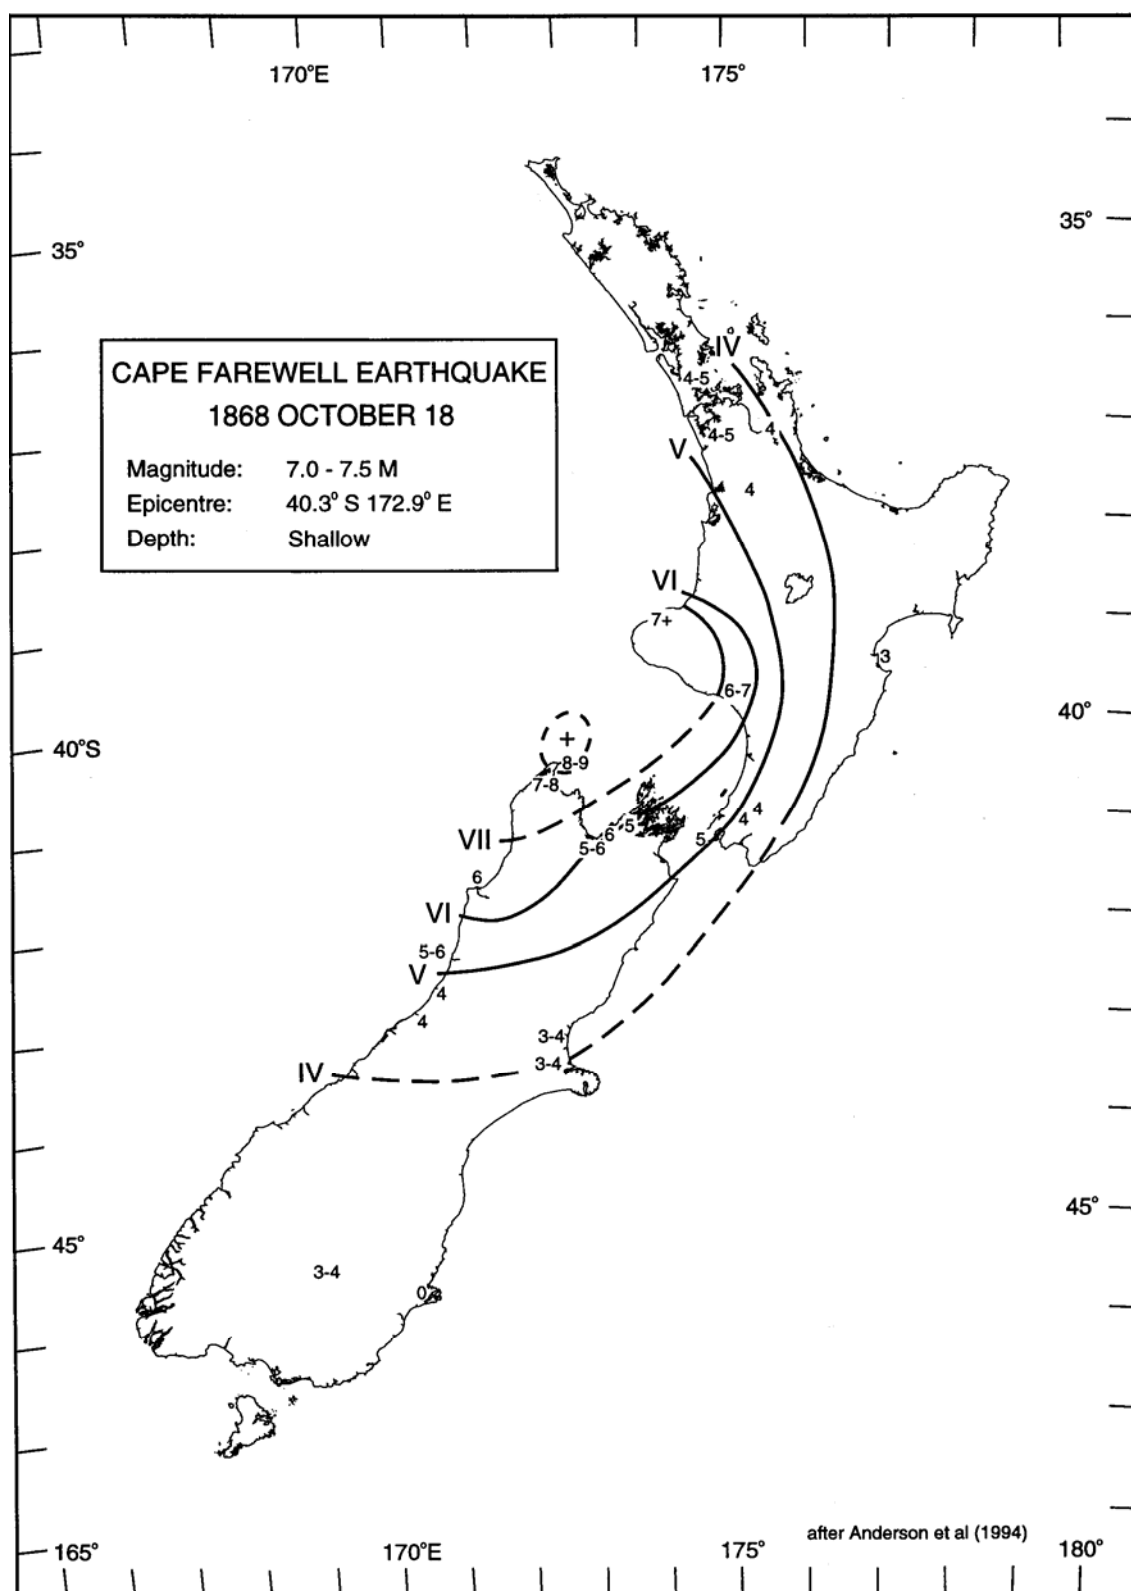 170°E 175°
35°
35°
CAPE FAREWELL EARTHQUAKE
1868 OCTOBER 18
Magnitude: 7.0 - 7.5 M
Epicentre: 40.3° S 172.9° E
Depth: Shallow
IV
4-5
4
4-5
V
4
VI
7+
3
6-7
40°
40°S
8-9
7-8
4
4
5
6
5
VII
5-6
6
VI
5-6
V
4
4
3-4
3-4
IV
45°
45°
3-4
0
after Anderson et al (1994)
165° 170°E 175° 180°